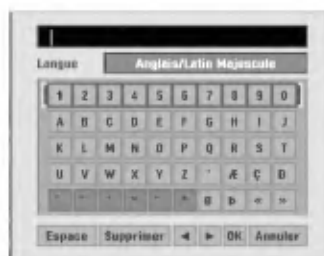 Langue Anglais/Latin Majuscule
1 2 3 4 5 6 7 8 9 0
A B C D E F G H I J
K L M N O P Q R S T
U V W X Y Z Æ Ç
« »
Espace Supprimer ◄ ► OK Annuler